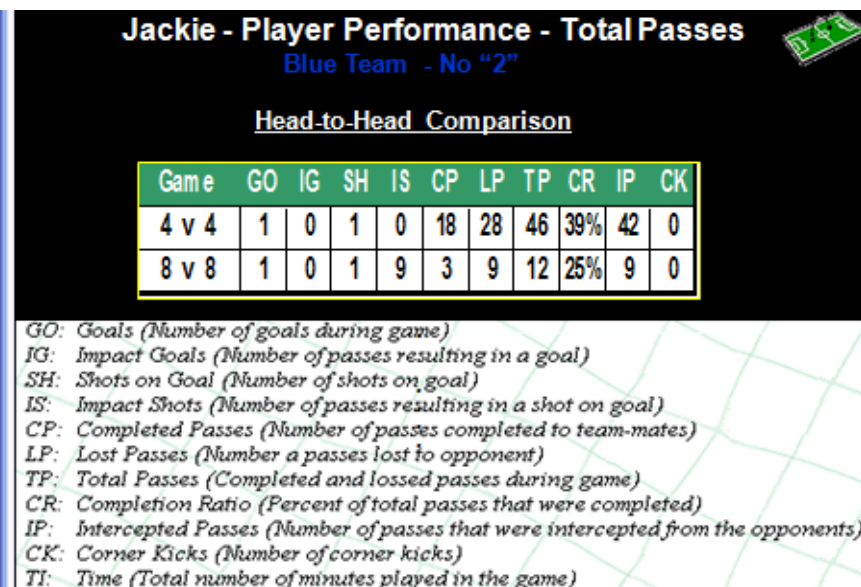 Jackie - Player Performance - Total Passes
Blue Team - No “2”
Head-to-Head Comparison
Game GO IG SH IS CP LP TP CR IP CK
4 v 4 1 0 1 0 18 28 46 39% 42 0
8 v 8 1 0 1 9 3 9 12 25% 9 0
GO: Goals (Number of goals during game)
IG: Impact Goals (Number of passes resulting in a goal)
SH: Shots on Goal (Number of shots on goal)
IS: Impact Shots (Number of passes resulting in a shot on goal)
CP: Completed Passes (Number of passes completed to team-mates)
LP: Lost Passes (Number a passes lost to opponent)
TP: Total Passes (Completed and lossed passes during game)
CR: Completion Ratio (Percent of total passes that were completed)
IP: Intercepted Passes (Number of passes that were intercepted from the opponents)
CK: Corner Kicks (Number of corner kicks)
TI: Time (Total number of minutes played in the game)